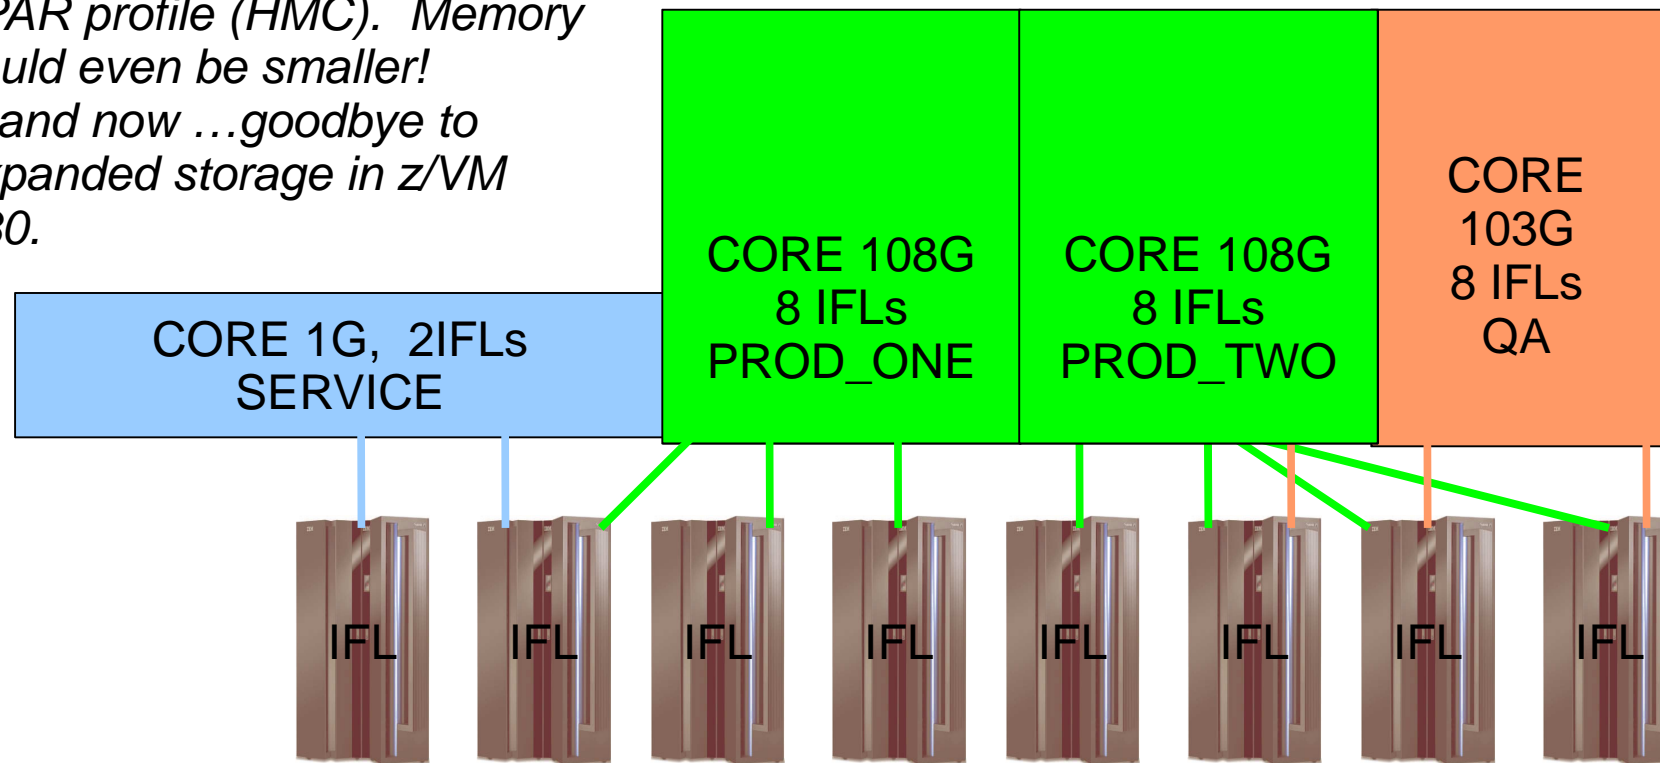 PAR profile (HMC).  Memory
uld even be smaller!
and now …goodbye to
panded storage in z/VM
30.
CORE 1G,  2IFLs
SERVICE
CORE 108G
8 IFLs
PROD_ONE
CORE 108G
8 IFLs
PROD_TWO
CORE
103G
8 IFLs
QA
IFL
IFL
IFL
IFL
IFL
IFL
IFL
IFL